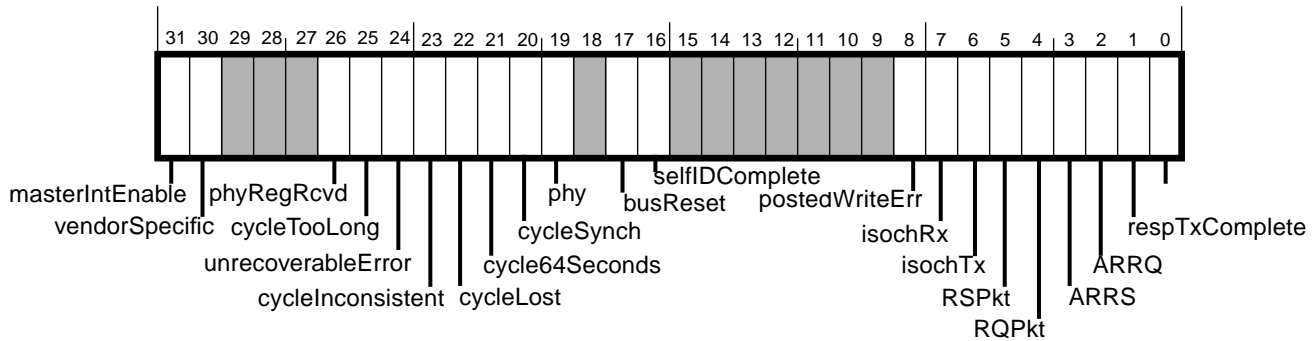 31 30 29 28 27 26 25 24 23 22 21 20 19 18 17 16 15 14 13 12 11 10 9 8 7 6 5 4 3 2 1 0
masterIntEnable
vendorSpecific
phyRegRcvd
cycleTooLong
unrecoverableError
cycleInconsistent
cycleLost
cycle64Seconds
cycleSynch
phy
busReset
selfIDComplete
postedWriteErr
isochRx
isochTx
RSPkt
RQPkt
ARRS
ARRQ
respTxComplete